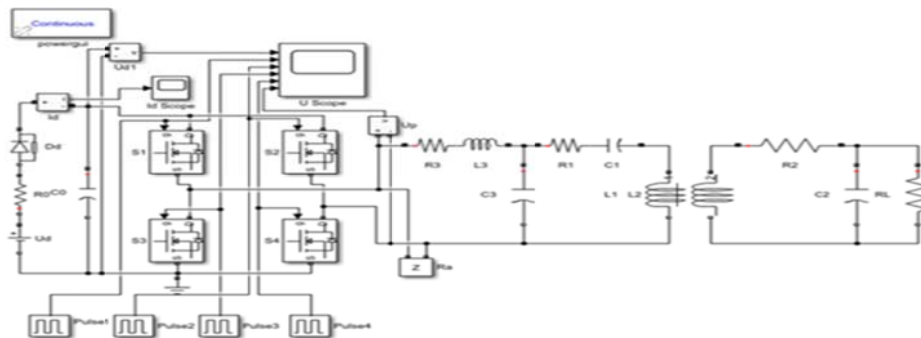 Continuous
powergui
Ud1
Id Scope
U Scope
Id
Up
Dd
S1
S2
R3
L3
R1
C1
R2
R0
C0
C3
L1
L2
C2
RL
Ud
S3
S4
Z
Ra
Pulse1
Pulse2
Pulse3
Pulse4